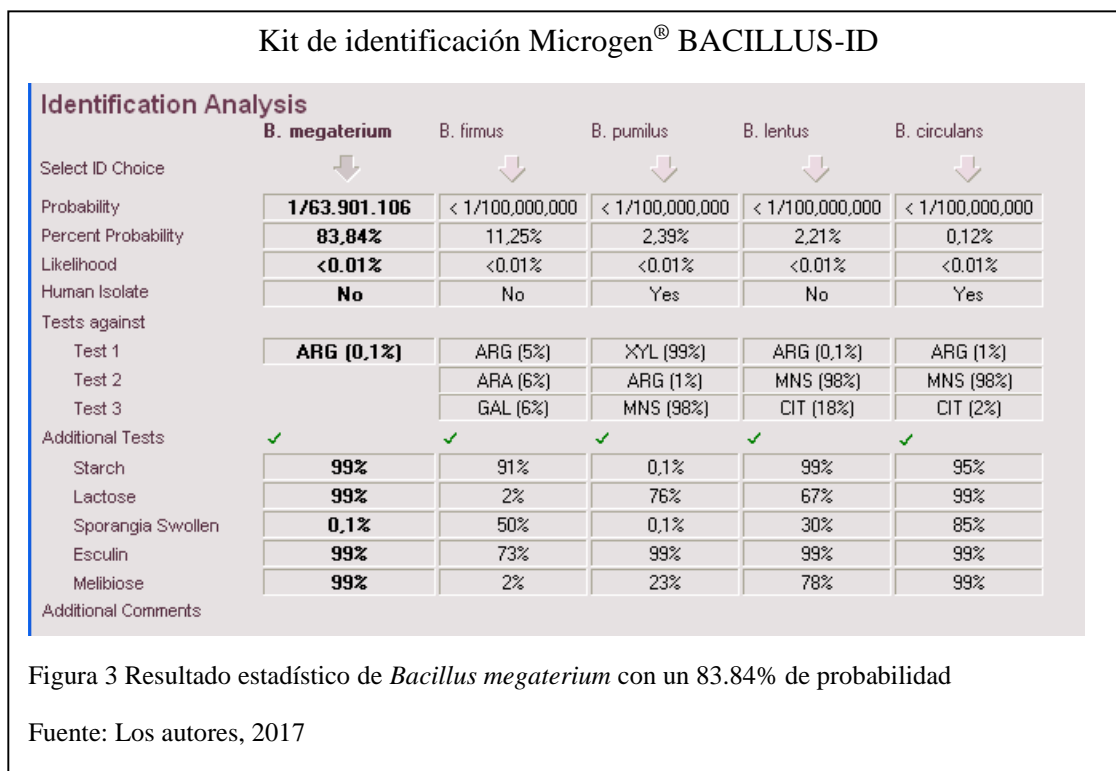 Kit de identificación Microgen® BACILLUS-ID
Identification Analysis
B. megaterium B. firmus B. pumilus B. lentus B. circulans
Select ID Choice
Probability 1/63.901.106 < 1/100,000,000 < 1/100,000,000 < 1/100,000,000 < 1/100,000,000
Percent Probability 83,84% 11,25% 2,39% 2,21% 0,12%
Likelihood <0.01% <0.01% <0.01% <0.01% <0.01%
Human Isolate No No Yes No Yes
Tests against
Test 1 ARG (0,1%) ARG (5%) XYL (99%) ARG (0,1%) ARG (1%)
Test 2 ARA (6%) ARG (1%) MNS (98%) MNS (98%)
Test 3 GAL (6%) MNS (98%) CIT (18%) CIT (2%)
Additional Tests ✓ ✓ ✓ ✓ ✓
Starch 99% 91% 0,1% 99% 95%
Lactose 99% 2% 76% 67% 99%
Sporangia Swollen 0,1% 50% 0,1% 30% 85%
Esculin 99% 73% 99% 99% 99%
Melibiose 99% 2% 23% 78% 99%
Additional Comments
Figura 3 Resultado estadístico de Bacillus megaterium con un 83.84% de probabilidad
Fuente: Los autores, 2017